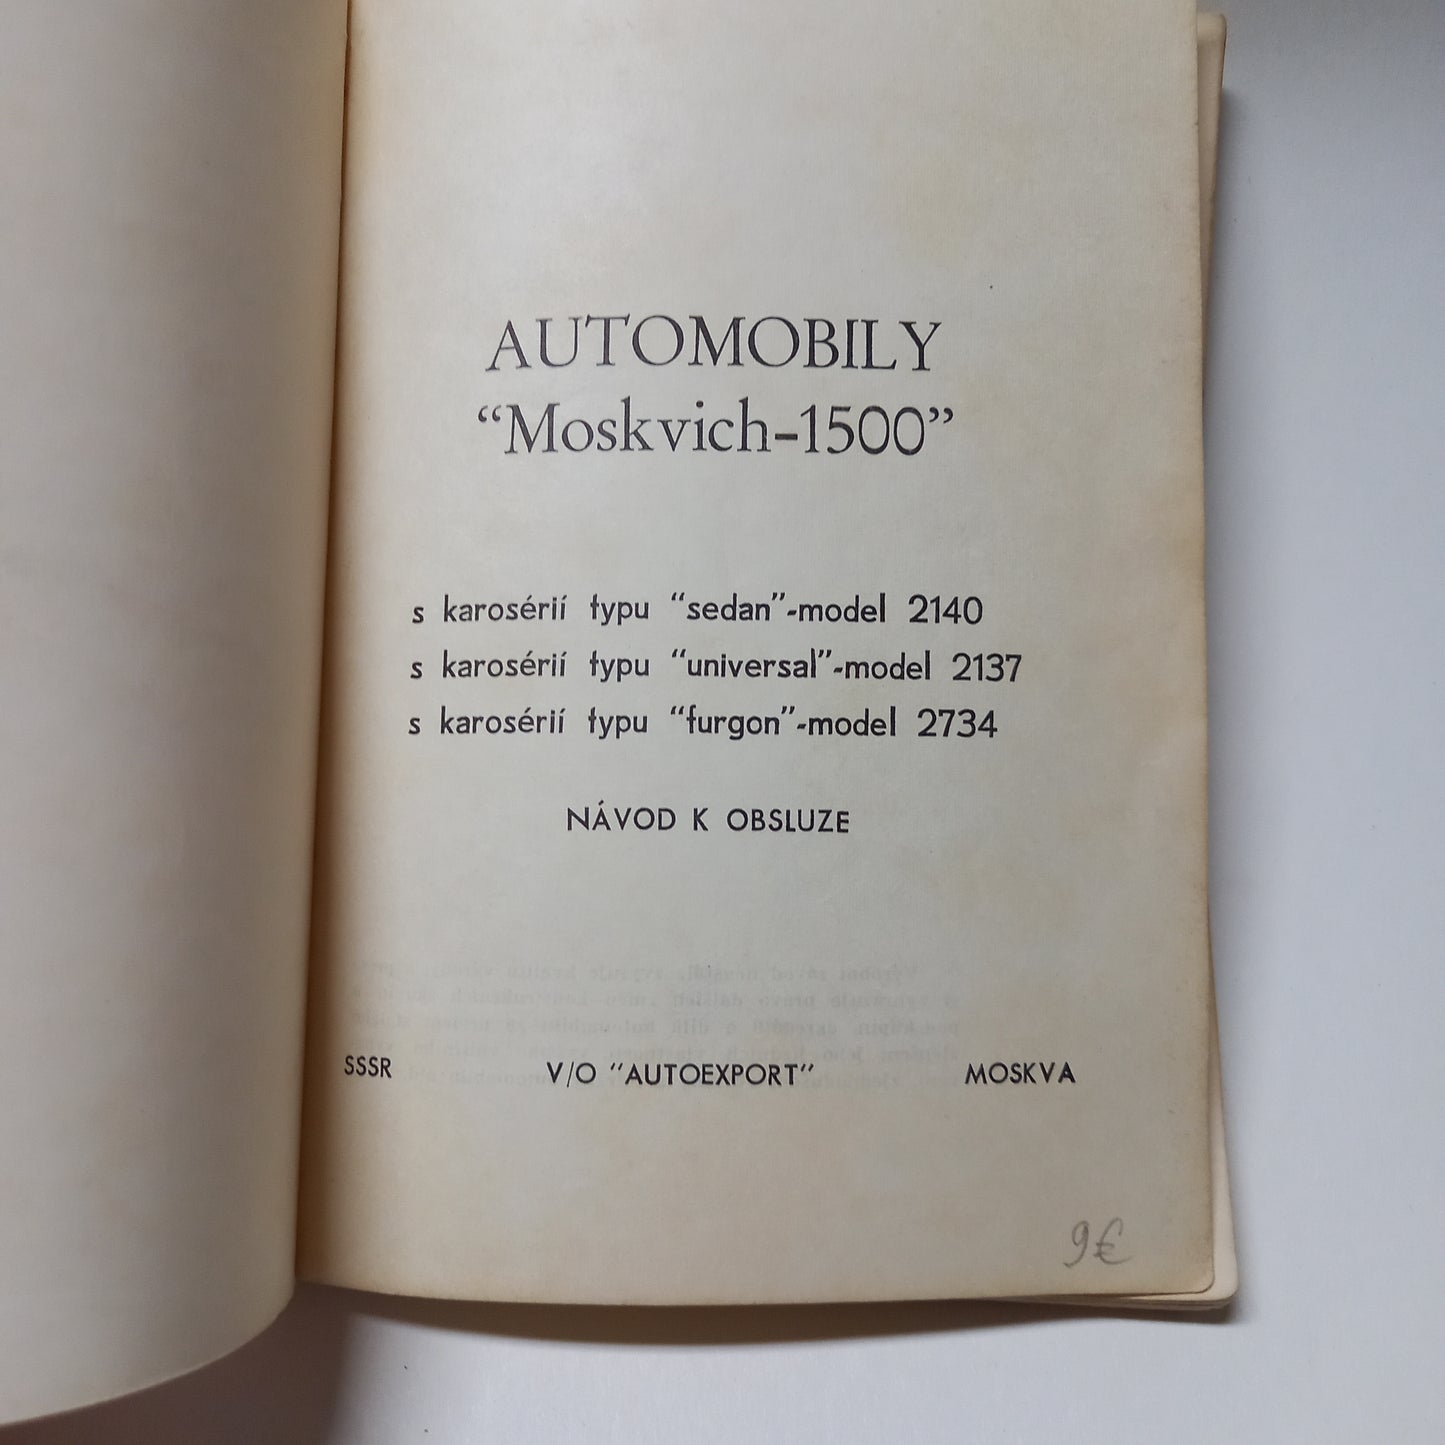 AUTOMOBILY
“Moskvich-1500”
s karosérií typu “sedan”-model 2140
s karosérií typu “universal”-model 2137
s karosérií typu “furgon”-model 2734
NÁVOD K OBSLUZE
SSSR V/O “AUTOEXPORT” MOSKVA
9€